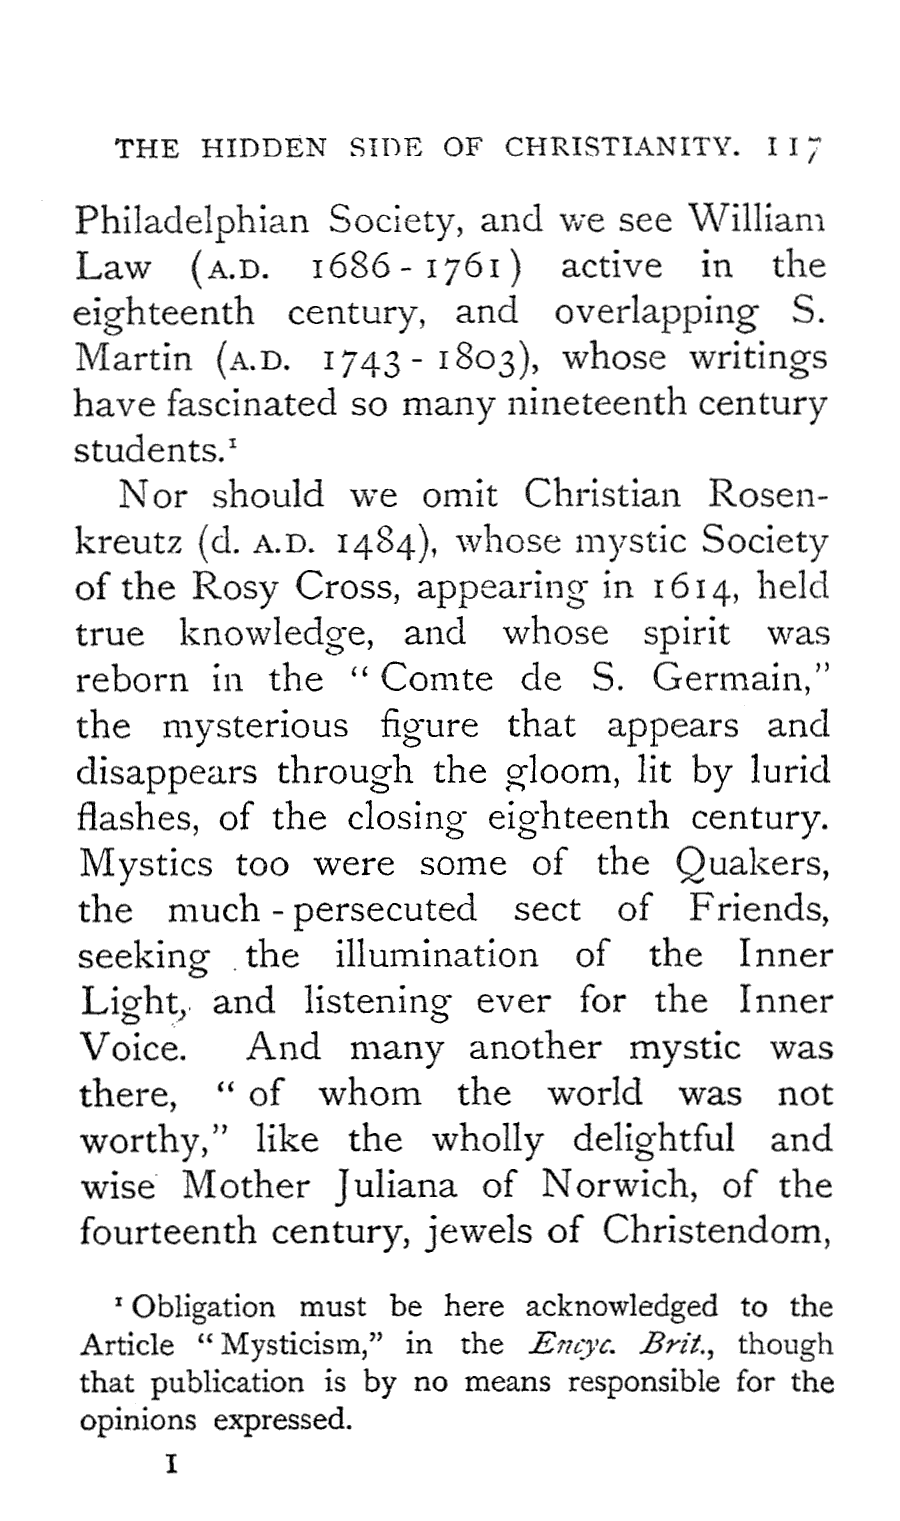 THE HIDDEN SIDE OF CHRISTIANITY. 117
Philadelphian Society, and we see William
Law (A.D. 1686 - 1761) active in the
eighteenth century, and overlapping S.
Martin (A.D. 1743 - 1803), whose writings
have fascinated so many nineteenth century
students.¹
Nor should we omit Christian Rosen-
kreutz (d. A.D. 1484), whose mystic Society
of the Rosy Cross, appearing in 1614, held
true knowledge, and whose spirit was
reborn in the “Comte de S. Germain,”
the mysterious figure that appears and
disappears through the gloom, lit by lurid
flashes, of the closing eighteenth century.
Mystics too were some of the Quakers,
the much - persecuted sect of Friends,
seeking the illumination of the Inner
Light, and listening ever for the Inner
Voice. And many another mystic was
there, “of whom the world was not
worthy,” like the wholly delightful and
wise Mother Juliana of Norwich, of the
fourteenth century, jewels of Christendom,
¹ Obligation must be here acknowledged to the
Article “Mysticism,” in the Encyc. Brit., though
that publication is by no means responsible for the
opinions expressed.
I